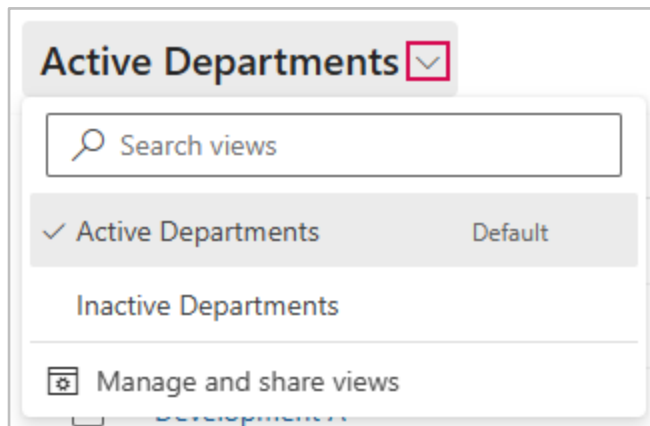 Active Departments
Search views
Active Departments Default
Inactive Departments
Manage and share views